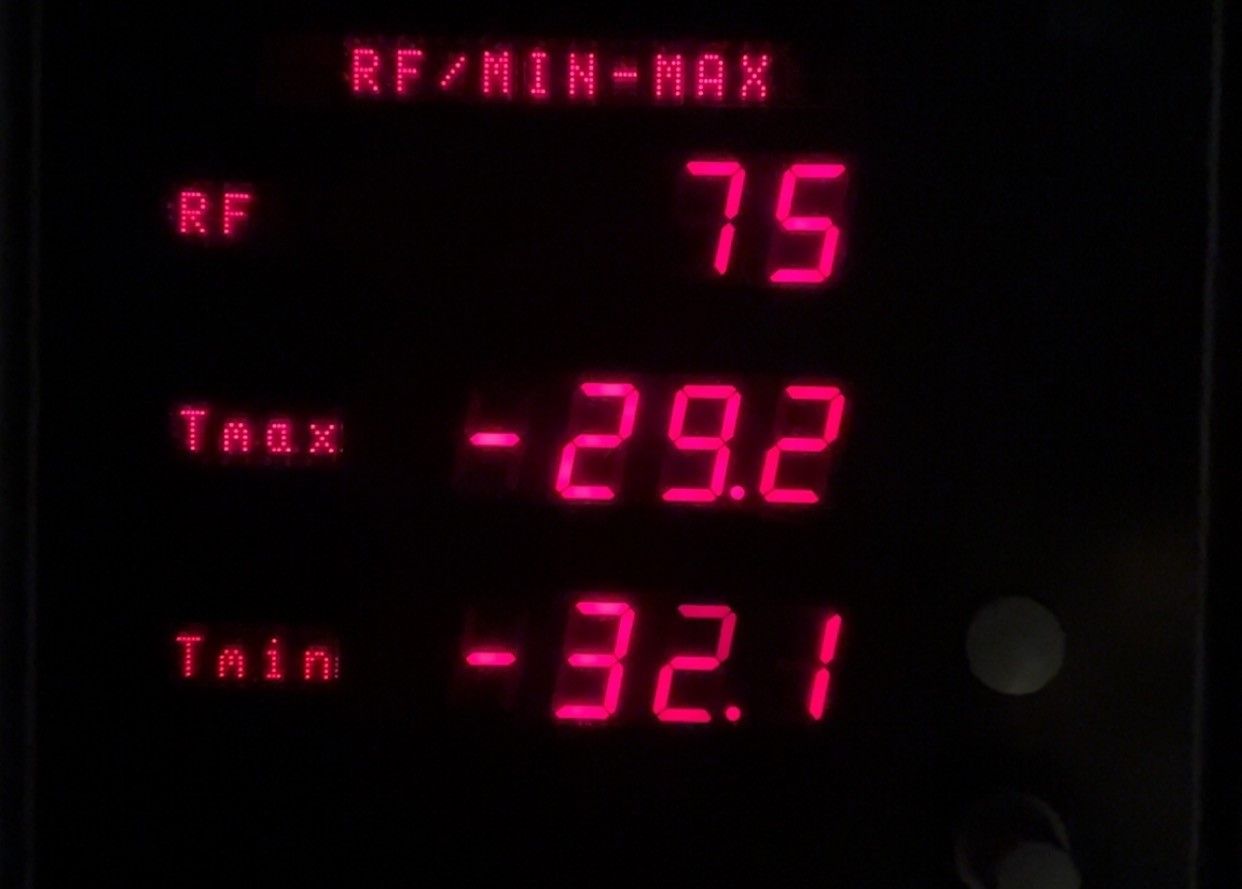 RF/MIN-MAX
RF 75
Tmax -29.2
Tmin -32.1